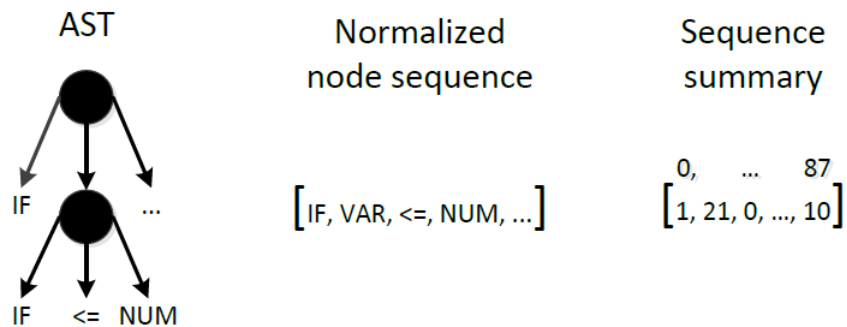 AST
Normalized
node sequence
Sequence
summary
IF
...
IF <= NUM
[IF, VAR, <=, NUM, ...]
0, ... 87
[1, 21, 0, ..., 10]